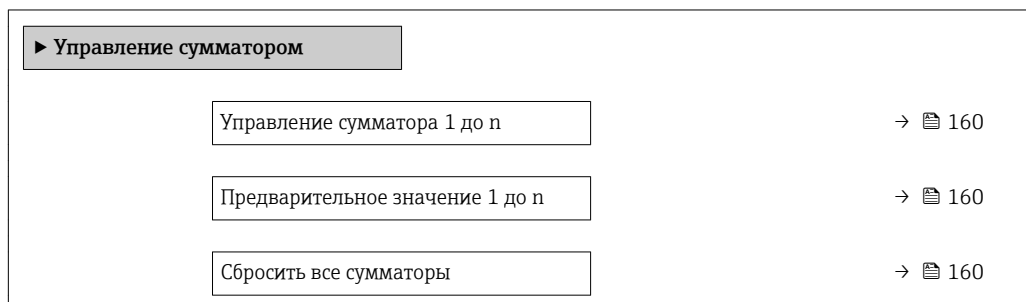 ► Управление сумматором
Управление сумматора 1 до n → 160
Предварительное значение 1 до n → 160
Сбросить все сумматоры → 160